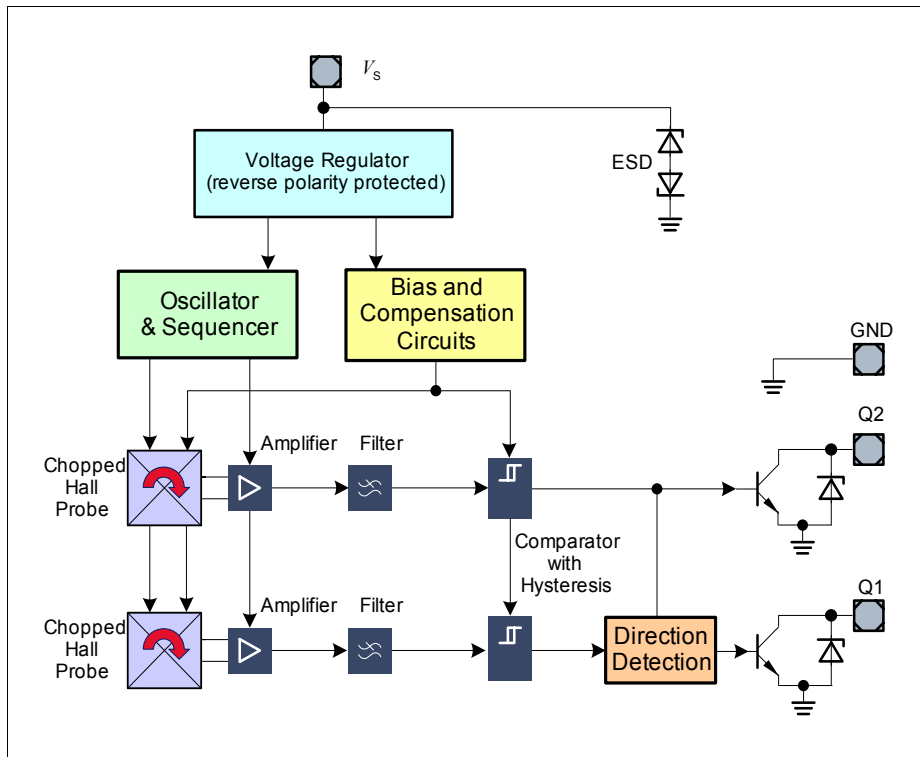 V_S
Voltage Regulator
(reverse polarity protected)
ESD
Oscillator
& Sequencer
Bias and
Compensation
Circuits
GND
Q2
Amplifier
Filter
Chopped
Hall
Probe
Comparator
with
Hysteresis
Q1
Amplifier
Filter
Chopped
Hall
Probe
Direction
Detection